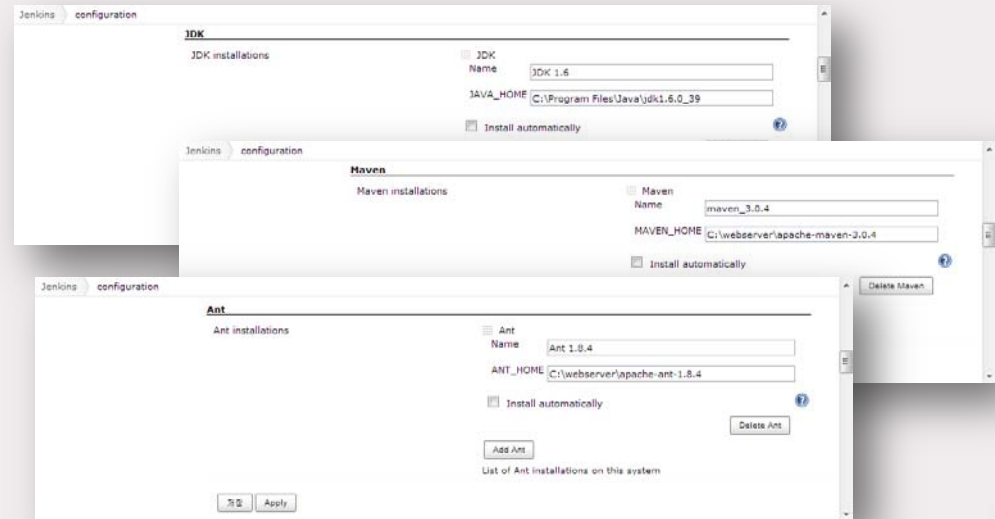 Jenkins configuration
JDK
JDK installations
JDK
Name JDK 1.6
JAVA_HOME C:\Program Files\Java\jdk1.6.0_39
Install automatically
Jenkins configuration
Maven
Maven installations
Maven
Name maven_3.0.4
MAVEN_HOME C:\webserver\apache-maven-3.0.4
Install automatically
Delete Maven
Jenkins configuration
Ant
Ant installations
Ant
Name Ant 1.8.4
ANT_HOME C:\webserver\apache-ant-1.8.4
Install automatically
Delete Ant
Add Ant
List of Ant installations on this system
저장 Apply